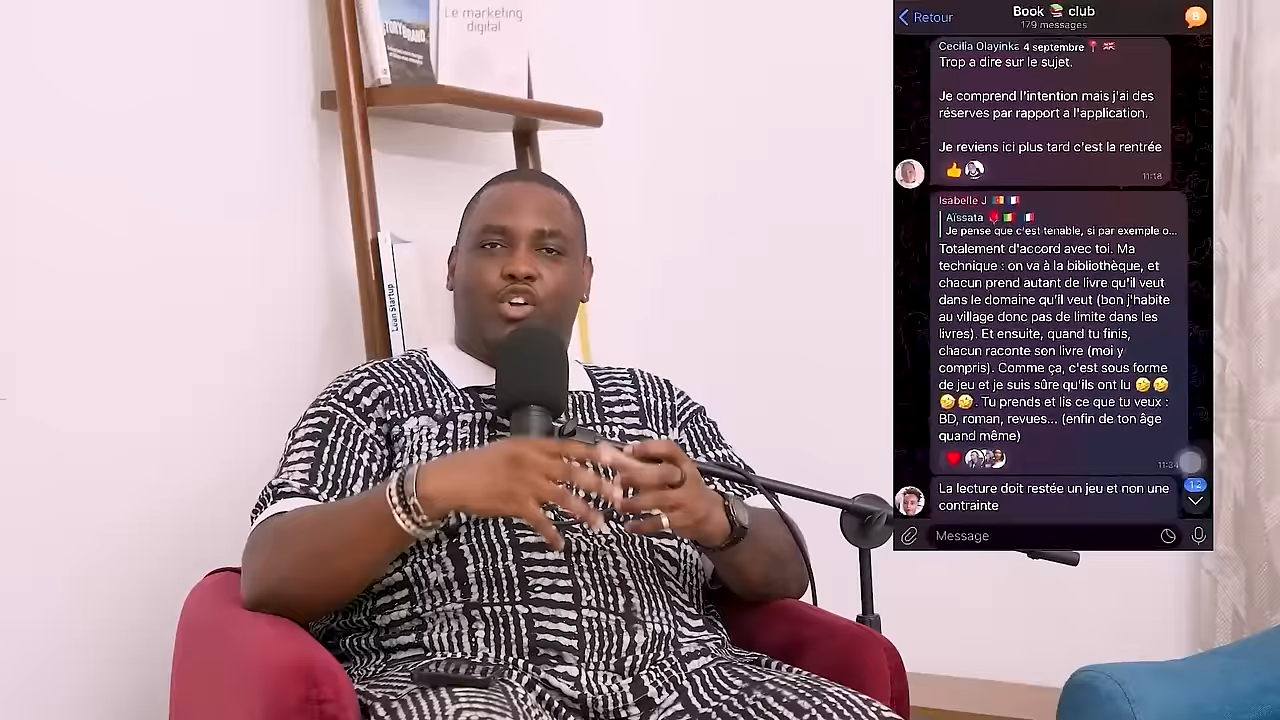 Le marketing
digital
STORYBRAND
Lean Startup
Retour
Book 📚 club
179 messages
8
Cecilia Olayinka 4 septembre 📍 🇬🇧
Trop a dire sur le sujet.
Je comprend l'intention mais j'ai des
réserves par rapport a l'application.
Je reviens ici plus tard c'est la rentrée
11:18
Isabelle J 🇨🇲 🇫🇷
Aïssata 🌹 🇸🇳 🇫🇷
Je pense que c'est tenable, si par exemple o...
Totalement d'accord avec toi. Ma
technique : on va à la bibliothèque, et
chacun prend autant de livre qu'il veut
dans le domaine qu'il veut (bon j'habite
au village donc pas de limite dans les
livres). Et ensuite, quand tu finis,
chacun raconte son livre (moi y
compris). Comme ça, c'est sous forme
de jeu et je suis sûre qu'ils ont lu 🤣🤣
🤣🤣. Tu prends et lis ce que tu veux :
BD, roman, revues... (enfin de ton âge
quand même)
11:34
La lecture doit restée un jeu et non une
contrainte
12
Message